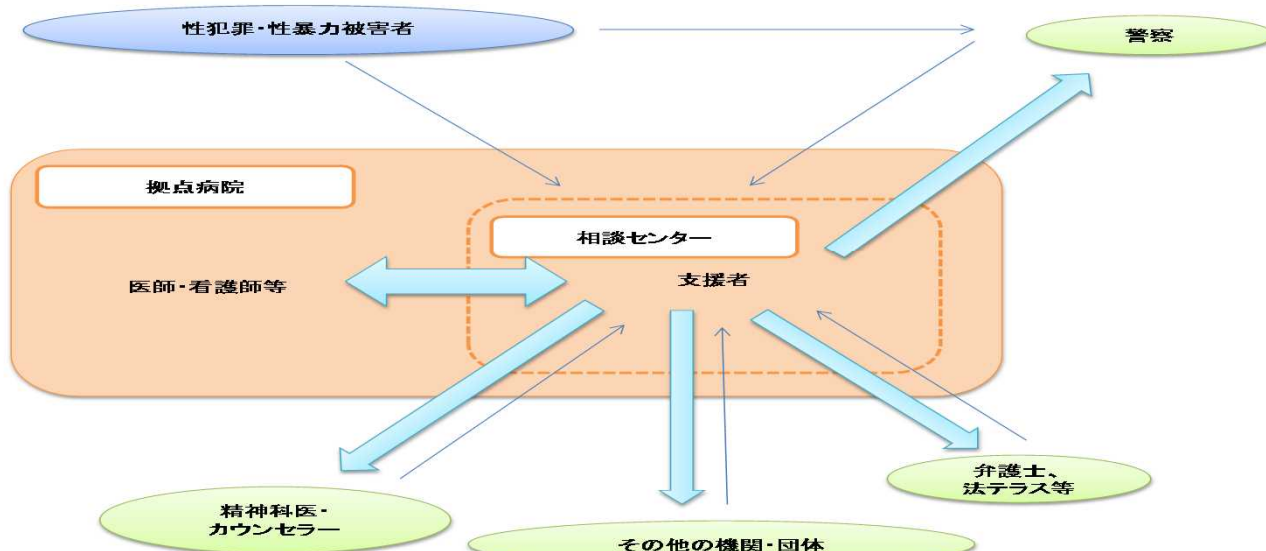 性犯罪・性暴力被害者
警察
拠点病院
相談センター
医師・看護師等
支援者
弁護士、
法テラス等
精神科医・
カウンセラー
その他の機関・団体